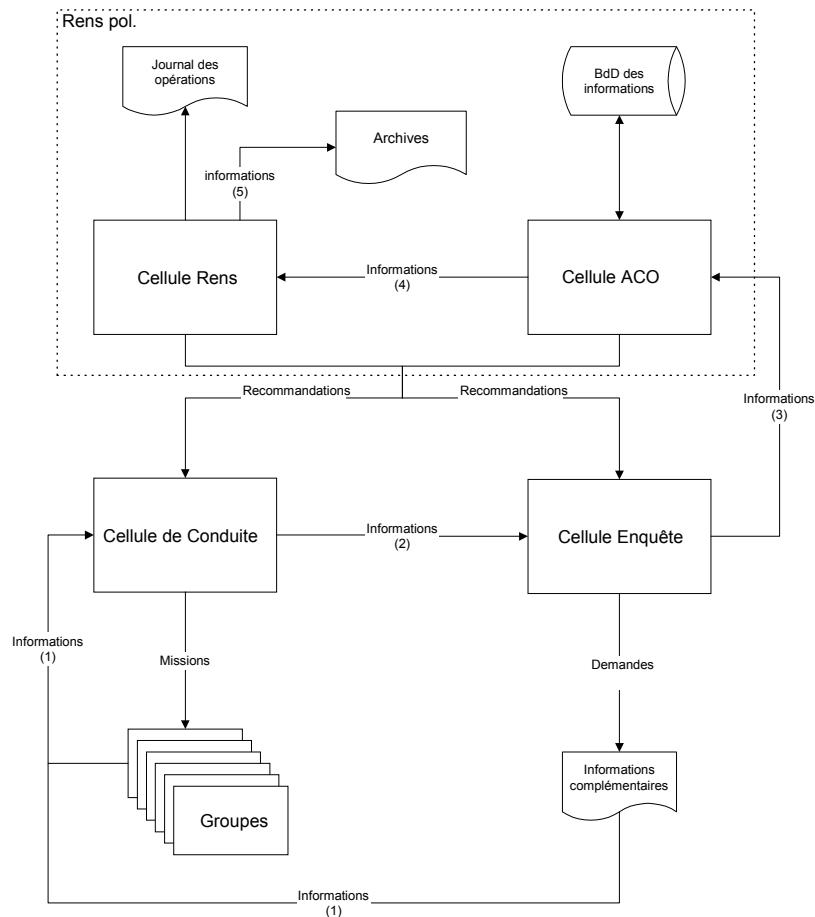 Rens pol.
Journal des
opérations
BdD des
informations
Archives
informations
(5)
Cellule Rens
Informations
(4)
Cellule ACO
Recommandations
Recommandations
Informations
(3)
Cellule de Conduite
Informations
(2)
Cellule Enquête
Informations
(1)
Missions
Demandes
Informations
complémentaires
Groupes
Informations
(1)